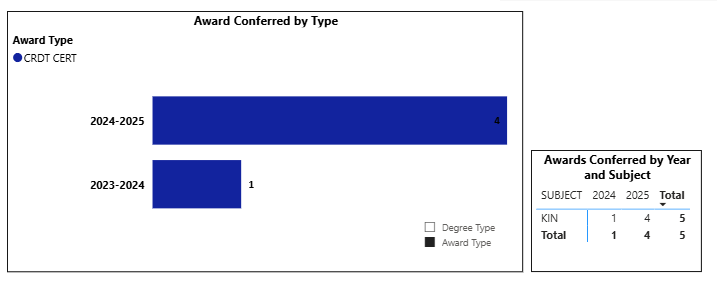 Award Conferred by Type
Award Type
CRDT CERT
2024-2025 4
2023-2024 1
Degree Type
Award Type
Awards Conferred by Year
and Subject
SUBJECT 2024 2025 Total
KIN 1 4 5
Total 1 4 5